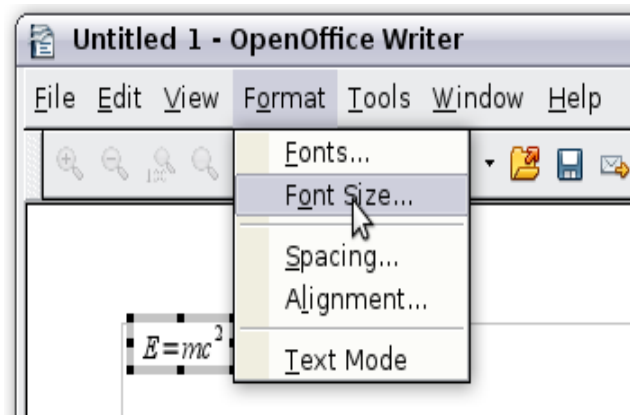 Untitled 1 - OpenOffice Writer
File Edit View Format Tools Window Help
100
Fonts...
Font Size...
Spacing...
Alignment...
E=mc²
Text Mode